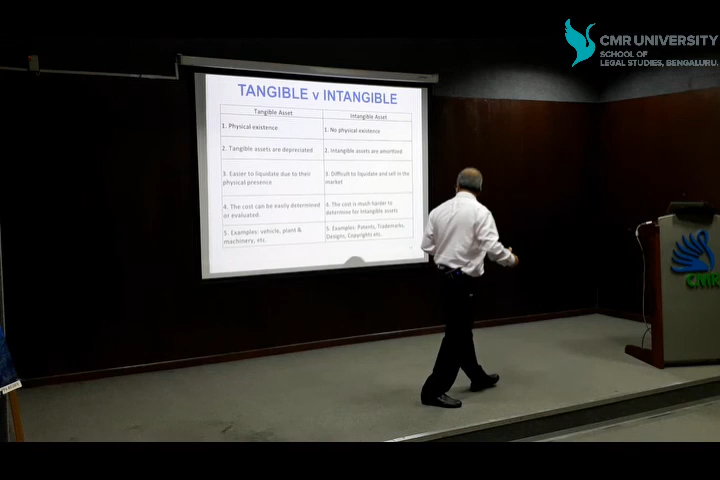 CMR UNIVERSITY
SCHOOL OF
LEGAL STUDIES, BENGALURU.
TANGIBLE v INTANGIBLE
Tangible Asset
Intangible Asset
1. Physical existence
1. No physical existence
2. Tangible assets are depreciated
2. Intangible assets are amortized
3. Easier to liquidate due to their
physical presence
3. Difficult to liquidate and sell in the
market
4. The cost can be easily determined
or evaluated.
4. The cost is much harder to
determine for Intangible assets
5. Examples: vehicle, plant &
machinery, etc.
5. Examples: Patents, Trademarks,
Designs, Copyrights etc.
CMR